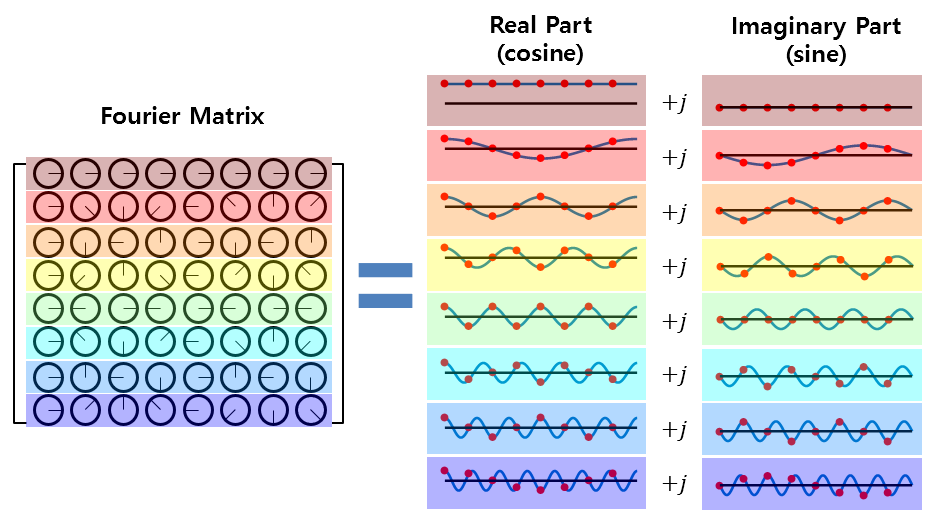 Real Part
(cosine)
Imaginary Part
(sine)
Fourier Matrix
+j
+j
+j
+j
+j
+j
+j
+j